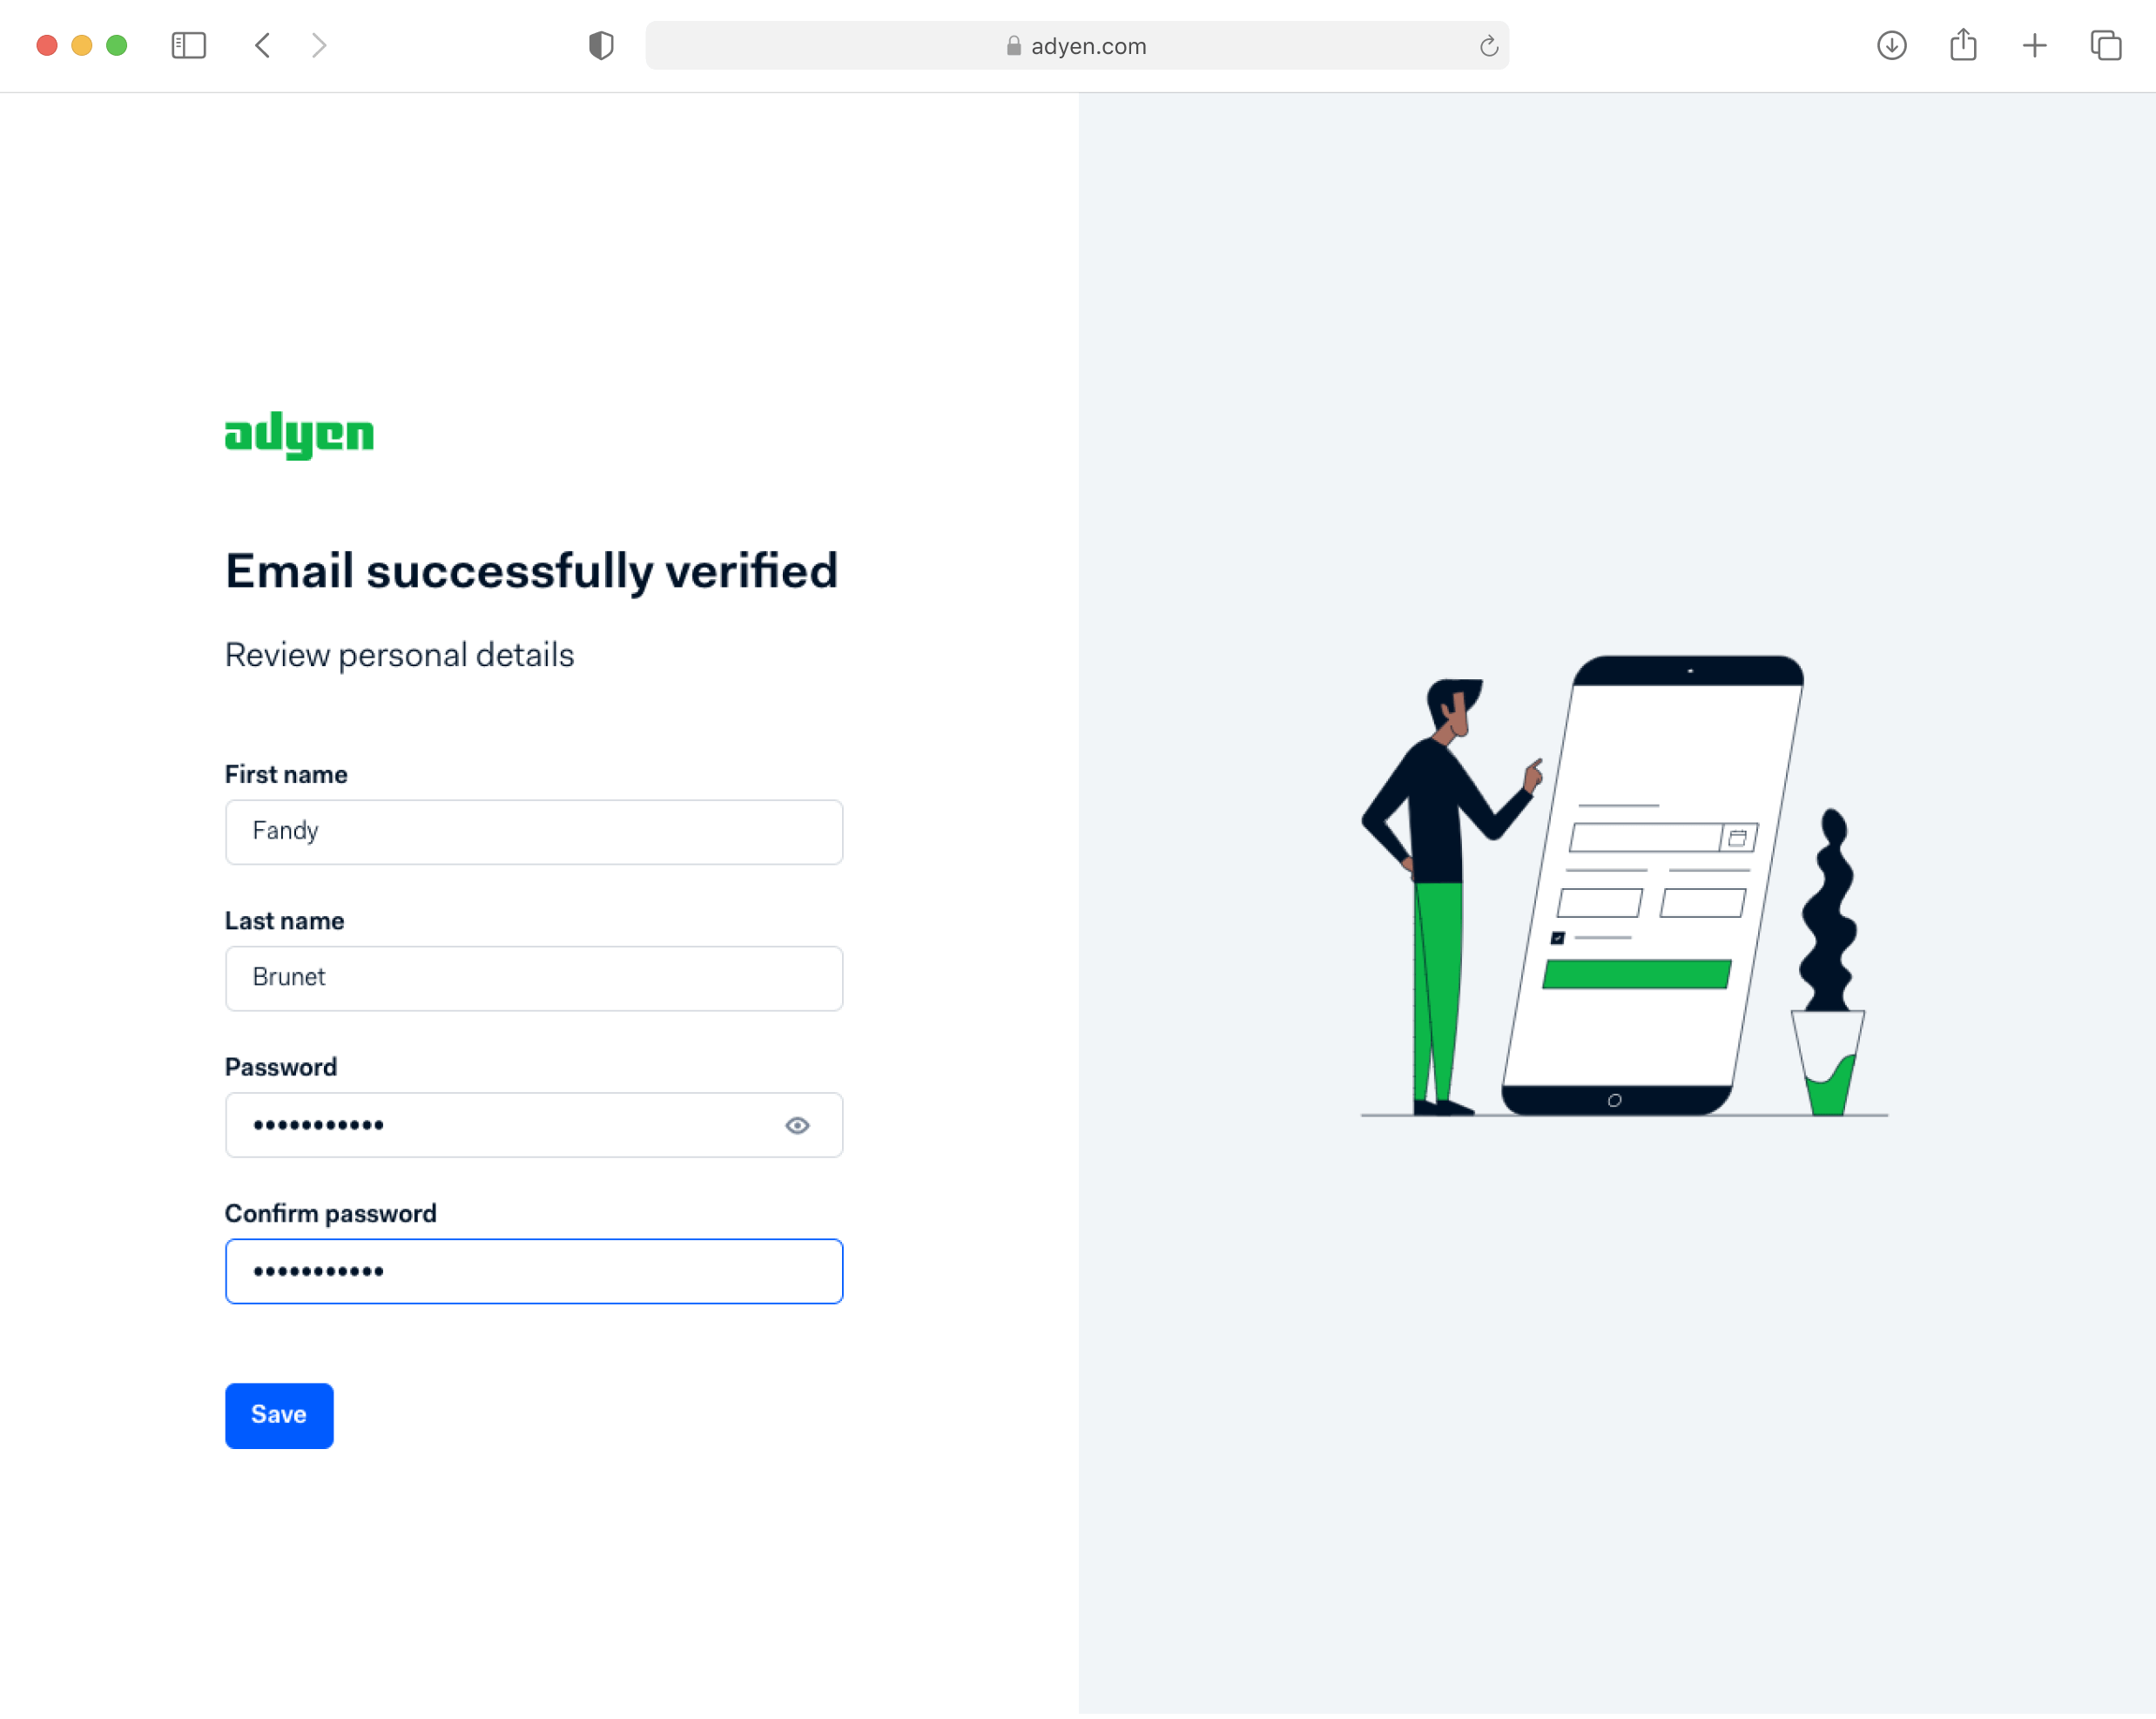 adyen.com
adyen
Email successfully verified
Review personal details
First name
Fandy
Last name
Brunet
Password
•••••••••••
Confirm password
•••••••••••
Save